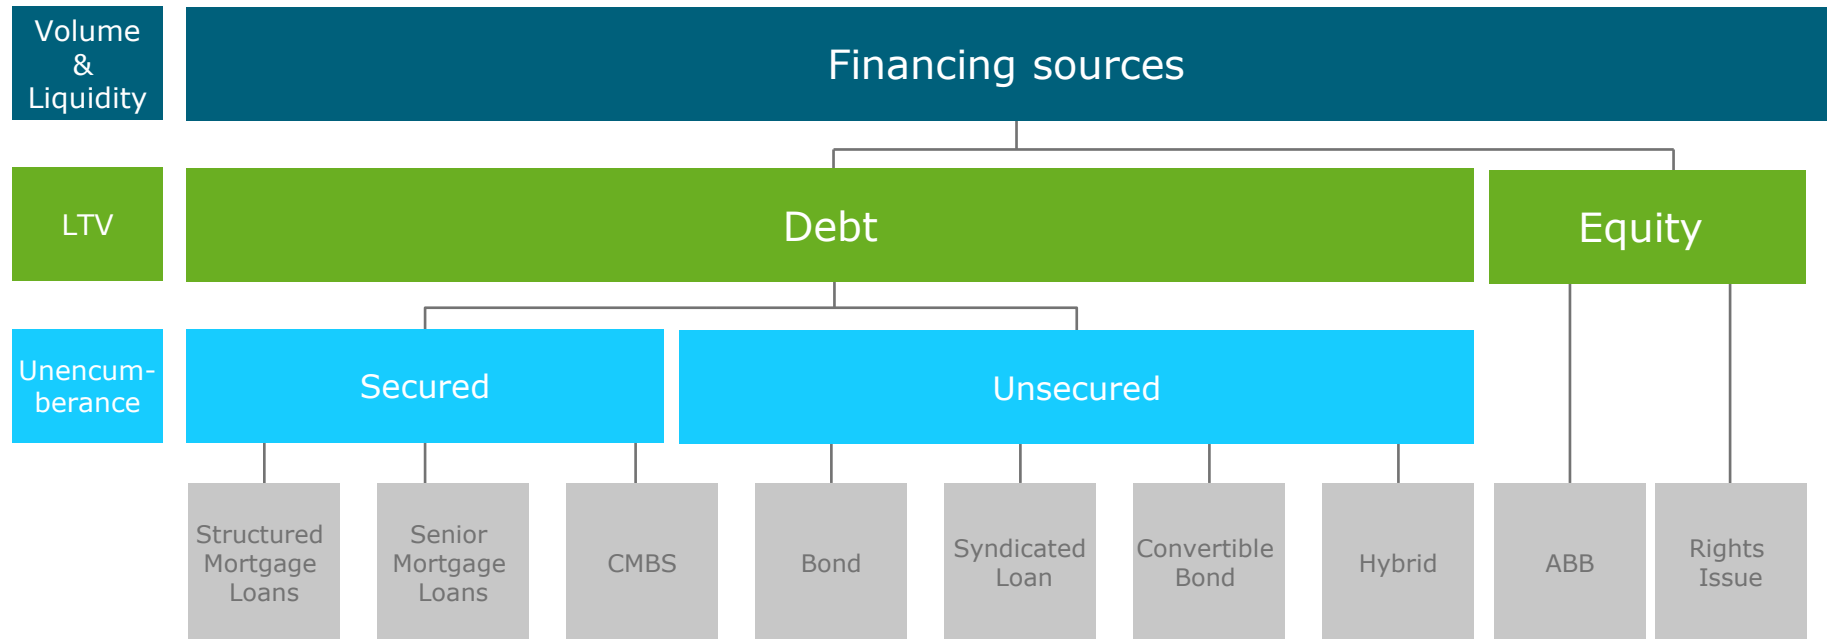 Volume
&
Liquidity
Financing sources
LTV
Debt
Equity
Unencum-
berance
Secured
Unsecured
Structured
Mortgage
Loans
Senior
Mortgage
Loans
CMBS
Bond
Syndicated
Loan
Convertible
Bond
Hybrid
ABB
Rights
Issue